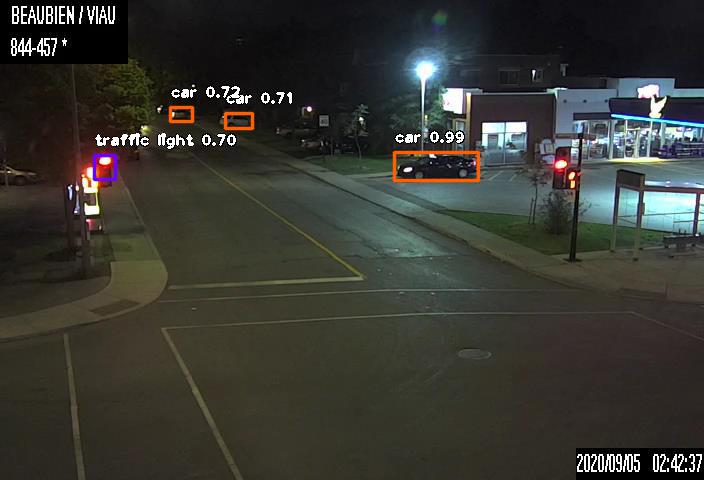 BEAUBIEN / VIAU
844-457 *
car 0.72
car 0.71
traffic light 0.70
car 0.99
2020/09/05 02:42:37